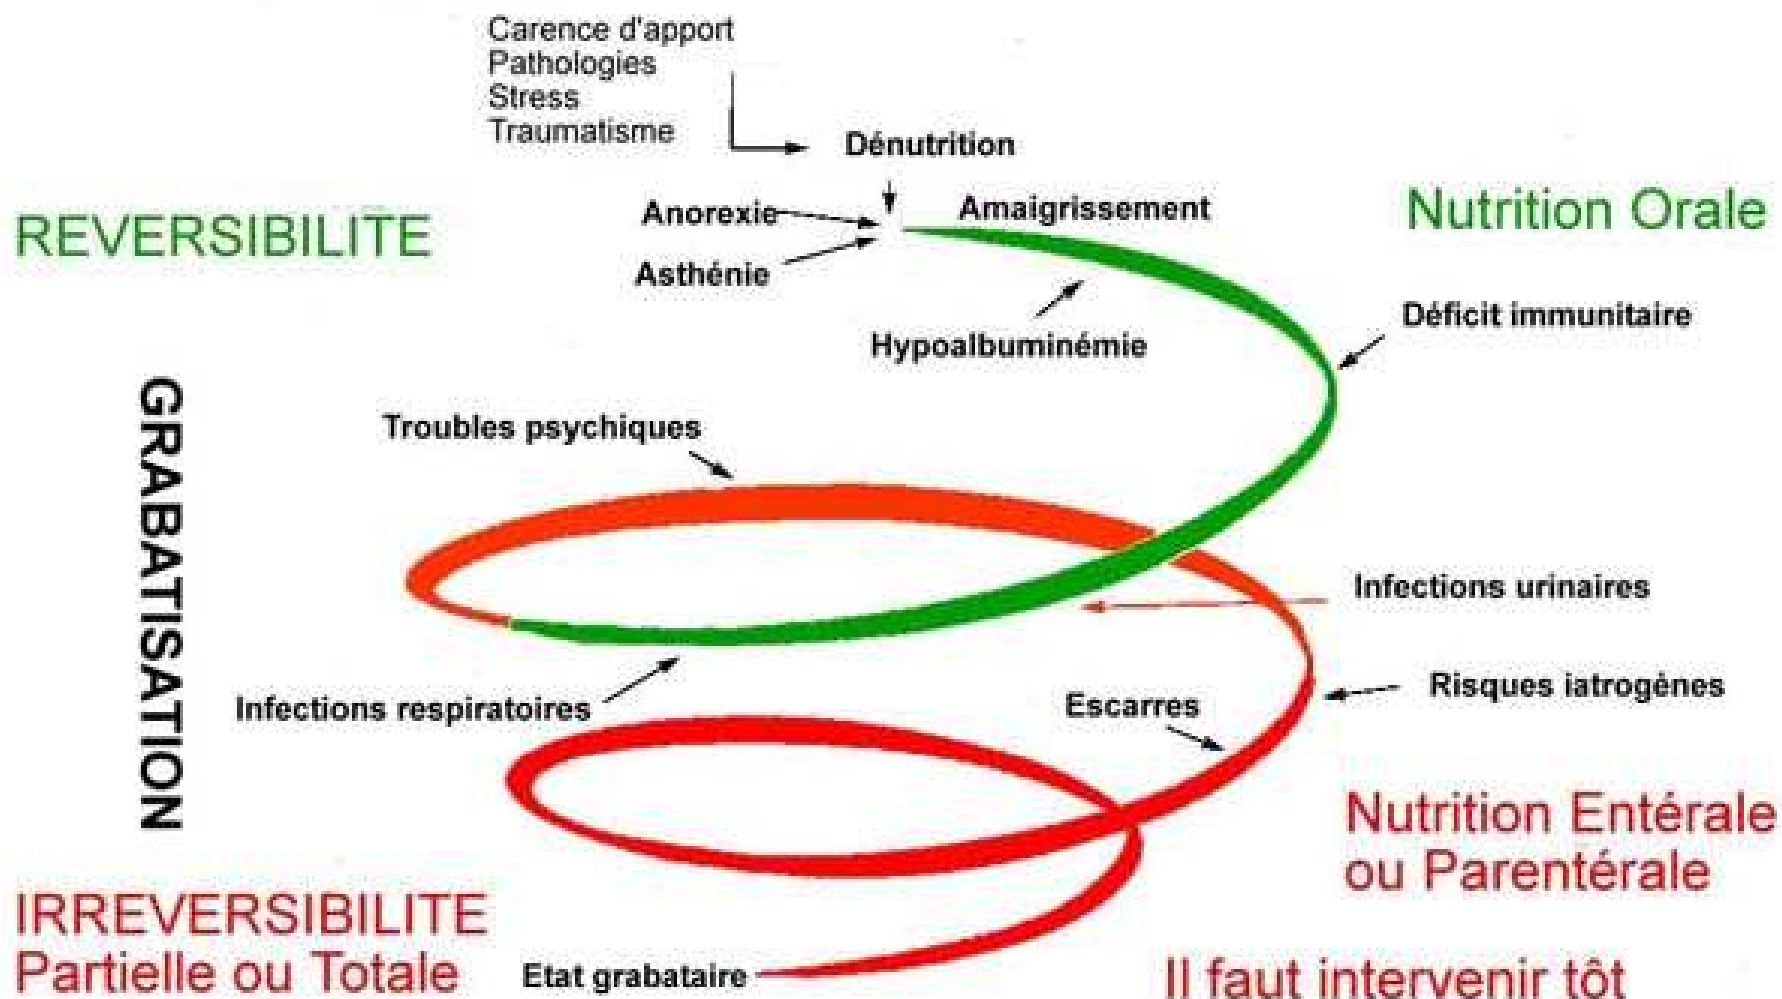 Carence d'apport
Pathologies
Stress
Traumatisme
Dénutrition
Anorexie
Amaigrissement
Nutrition Orale
REVERSIBILITE
Asthénie
Déficit immunitaire
Hypoalbuminémie
GRABATISATION
Troubles psychiques
Infections urinaires
Risques iatrogènes
Infections respiratoires
Escarres
Nutrition Entérale
ou Parentérale
IRREVERSIBILITE
Partielle ou Totale
Etat grabataire
Il faut intervenir tôt